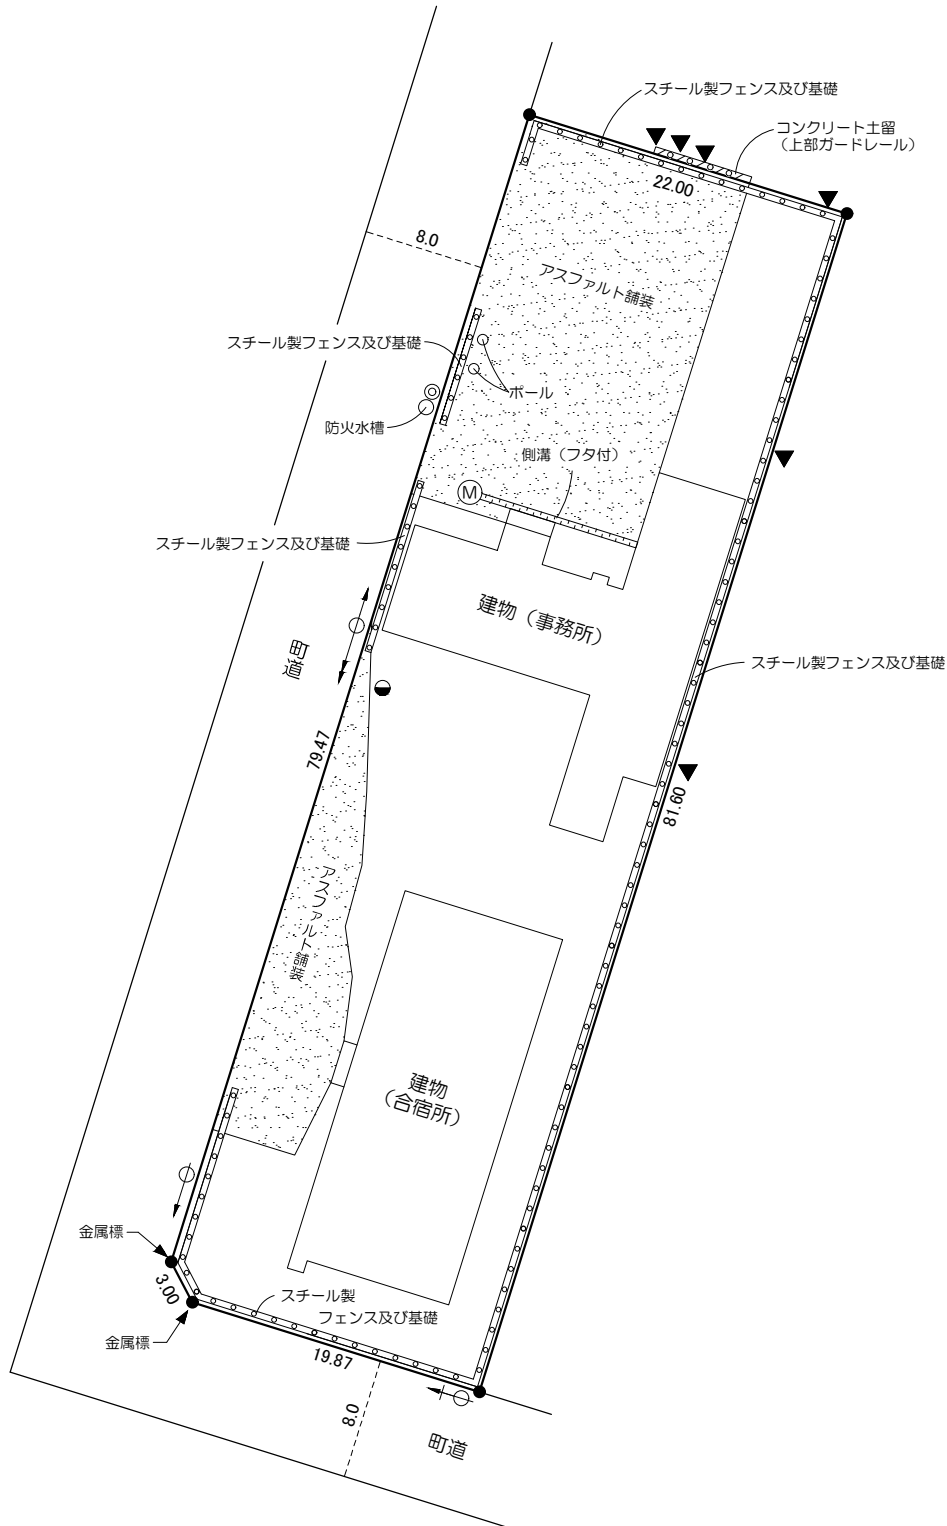 スチール製フェンス及び基礎
コンクリート土留
（上部ガードレール）
22.00
8.0
アスファルト舗装
スチール製フェンス及び基礎
ポール
防火水槽
側溝（フタ付）
M
スチール製フェンス及び基礎
建物（事務所）
町道
スチール製フェンス及び基礎
79.47
81.60
アスファルト舗装
建物
（合宿所）
金属標
3.00
スチール製
フェンス及び基礎
金属標
19.87
8.0
町道